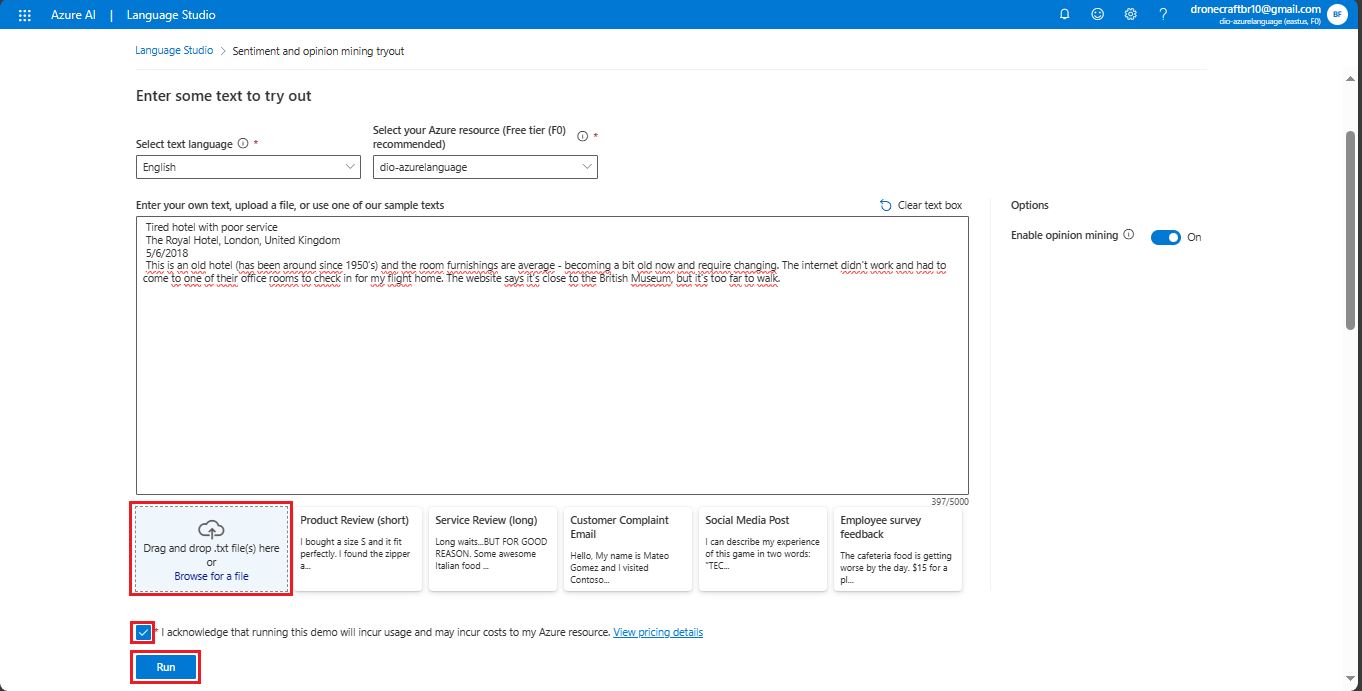 Azure AI | Language Studio
dronecraftbr10@gmail.com
dio-azurelanguage (eastus, F0)
BF
Language Studio > Sentiment and opinion mining tryout
Enter some text to try out
Select text language *
English
Select your Azure resource (Free tier (F0)
recommended) *
dio-azurelanguage
Enter your own text, upload a file, or use one of our sample texts
Clear text box
Tired hotel with poor service
The Royal Hotel, London, United Kingdom
5/6/2018
This is an old hotel (has been around since 1950's) and the room furnishings are average - becoming a bit old now and require changing. The internet didn't work and had to
come to one of their office rooms to check in for my flight home. The website says it's close to the British Museum, but it's too far to walk.
397/5000
Options
Enable opinion mining
On
Drag and drop .txt file(s) here
or
Browse for a file
Product Review (short)
I bought a size S and it fit
perfectly. I found the zipper
a...
Service Review (long)
Long waits...BUT FOR GOOD
REASON. Some awesome
Italian food ...
Customer Complaint
Email
Hello, My name is Mateo
Gomez and I visited
Contoso...
Social Media Post
I can describe my experience
of this game in two words:
"TEC...
Employee survey
feedback
The cafeteria food is getting
worse by the day. $15 for a
pl...
* I acknowledge that running this demo will incur usage and may incur costs to my Azure resource. View pricing details
Run